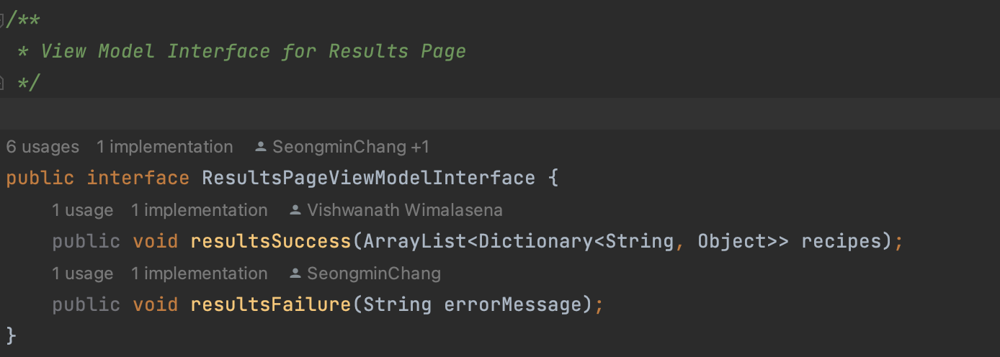 /**
 * View Model Interface for Results Page
 */
6 usages 1 implementation SeongminChang +1
public interface ResultsPageViewModelInterface {
1 usage 1 implementation Vishwanath Wimalasena
public void resultsSuccess(ArrayList<Dictionary<String, Object>> recipes);
1 usage 1 implementation SeongminChang
public void resultsFailure(String errorMessage);
}